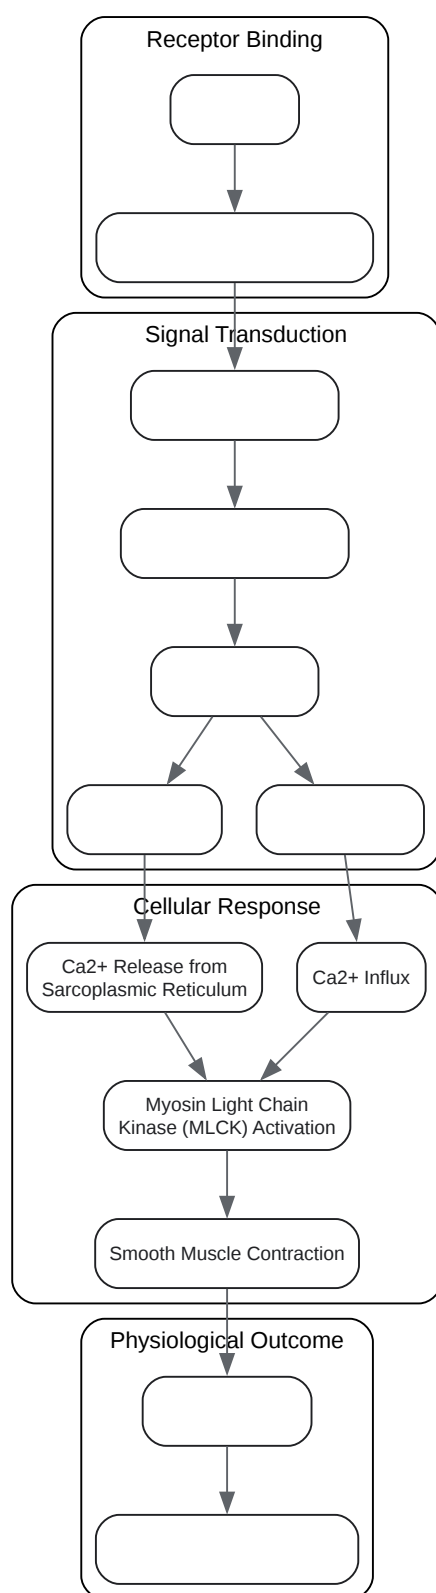 Receptor Binding
Signal Transduction
Cellular Response
Ca2+ Release from
Sarcoplasmic Reticulum
Ca2+ Influx
Myosin Light Chain
Kinase (MLCK) Activation
Smooth Muscle Contraction
Physiological Outcome